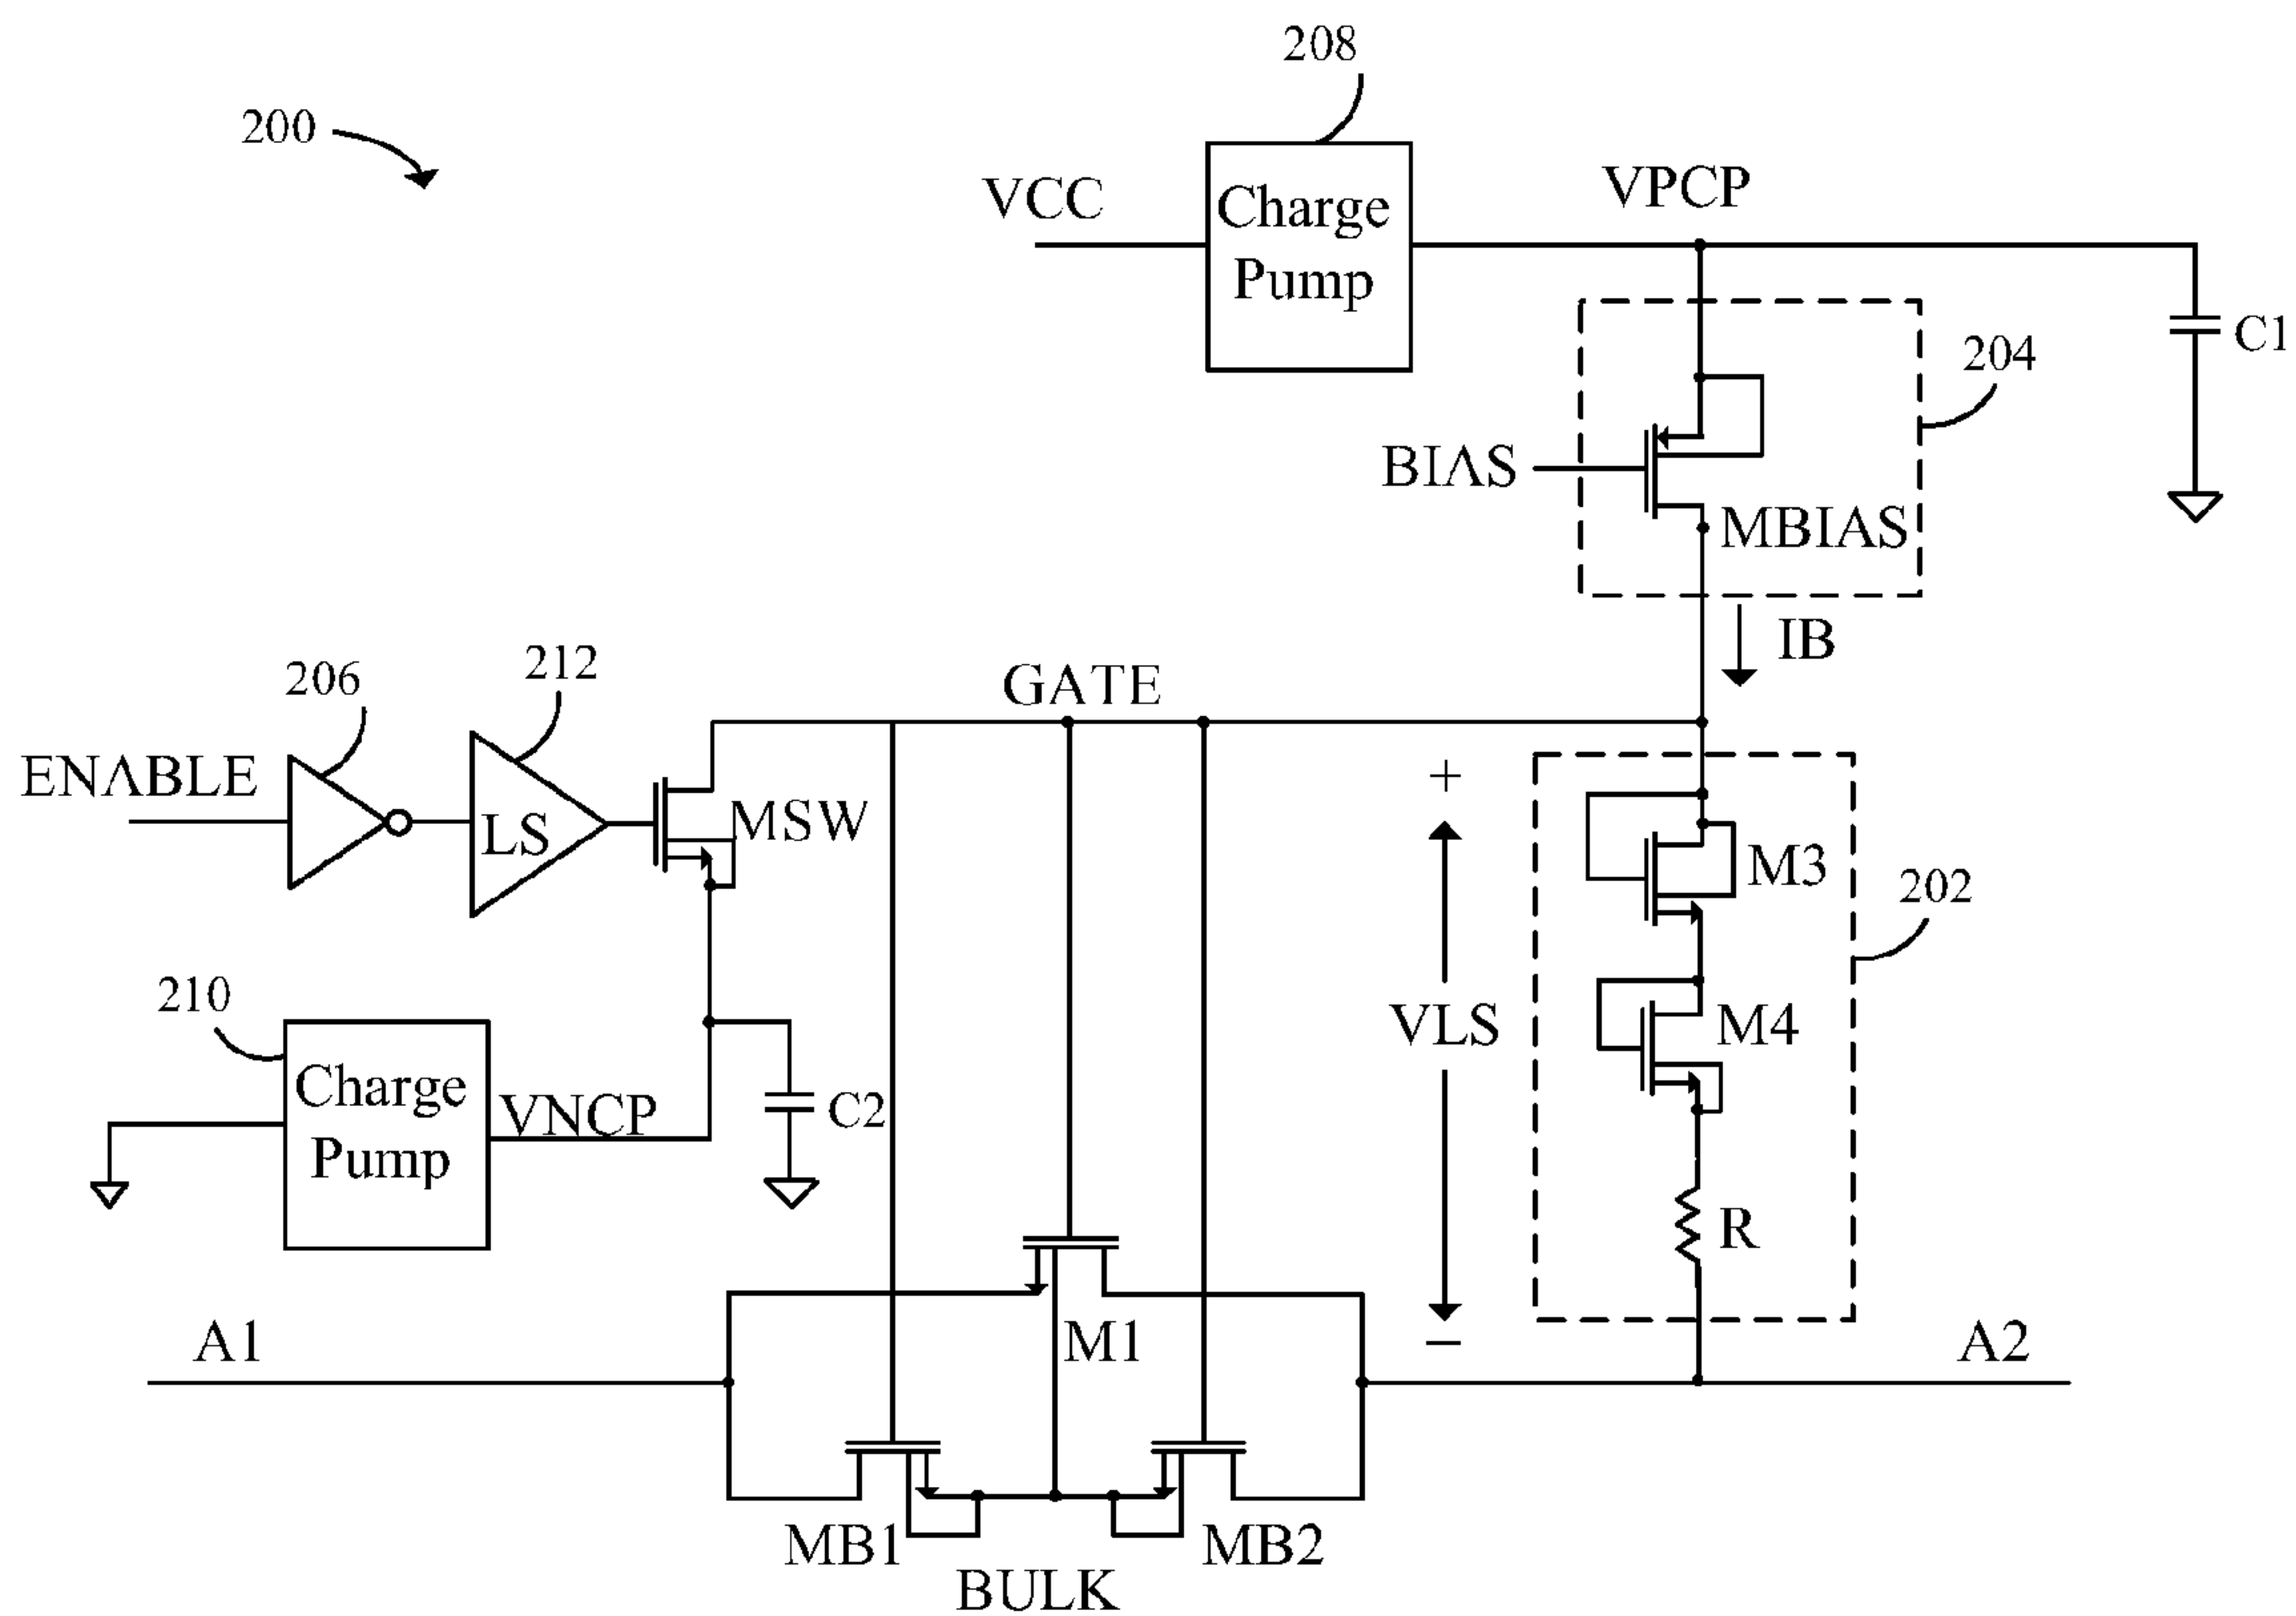 208
200
VCC
Charge
Pump
VPCP
C1
204
BIAS
MBIAS
IB
206
212
GATE
ENABLE
LS
MSW
+
M3
202
210
Charge
Pump
VNCP
C2
VLS
M4
R
A1
M1
−
A2
MB1
MB2
BULK